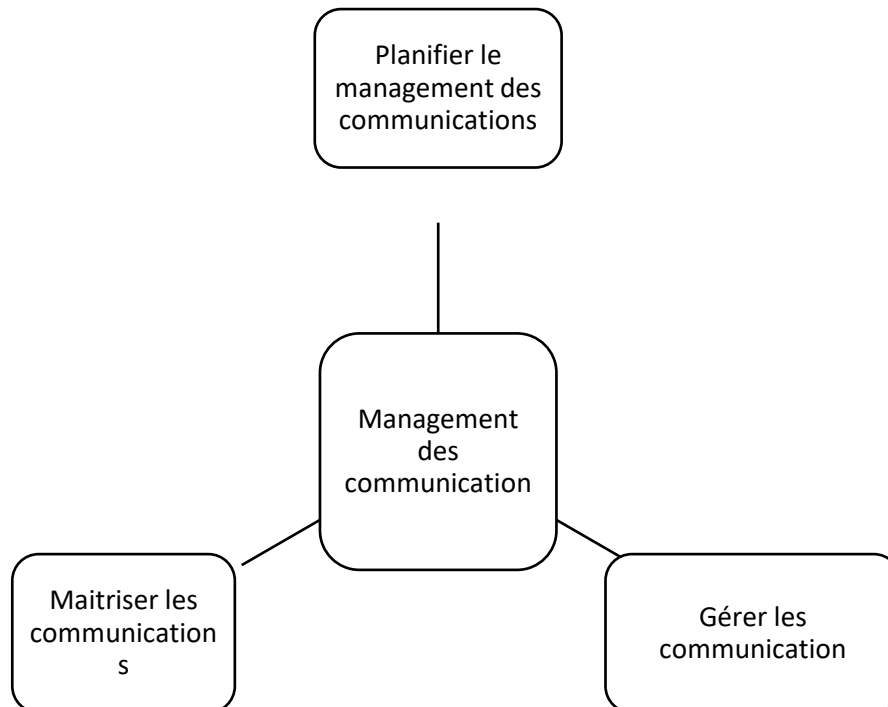 Planifier le
management des
communications
Management
des
communication
Maitriser les
communication
s
Gérer les
communication